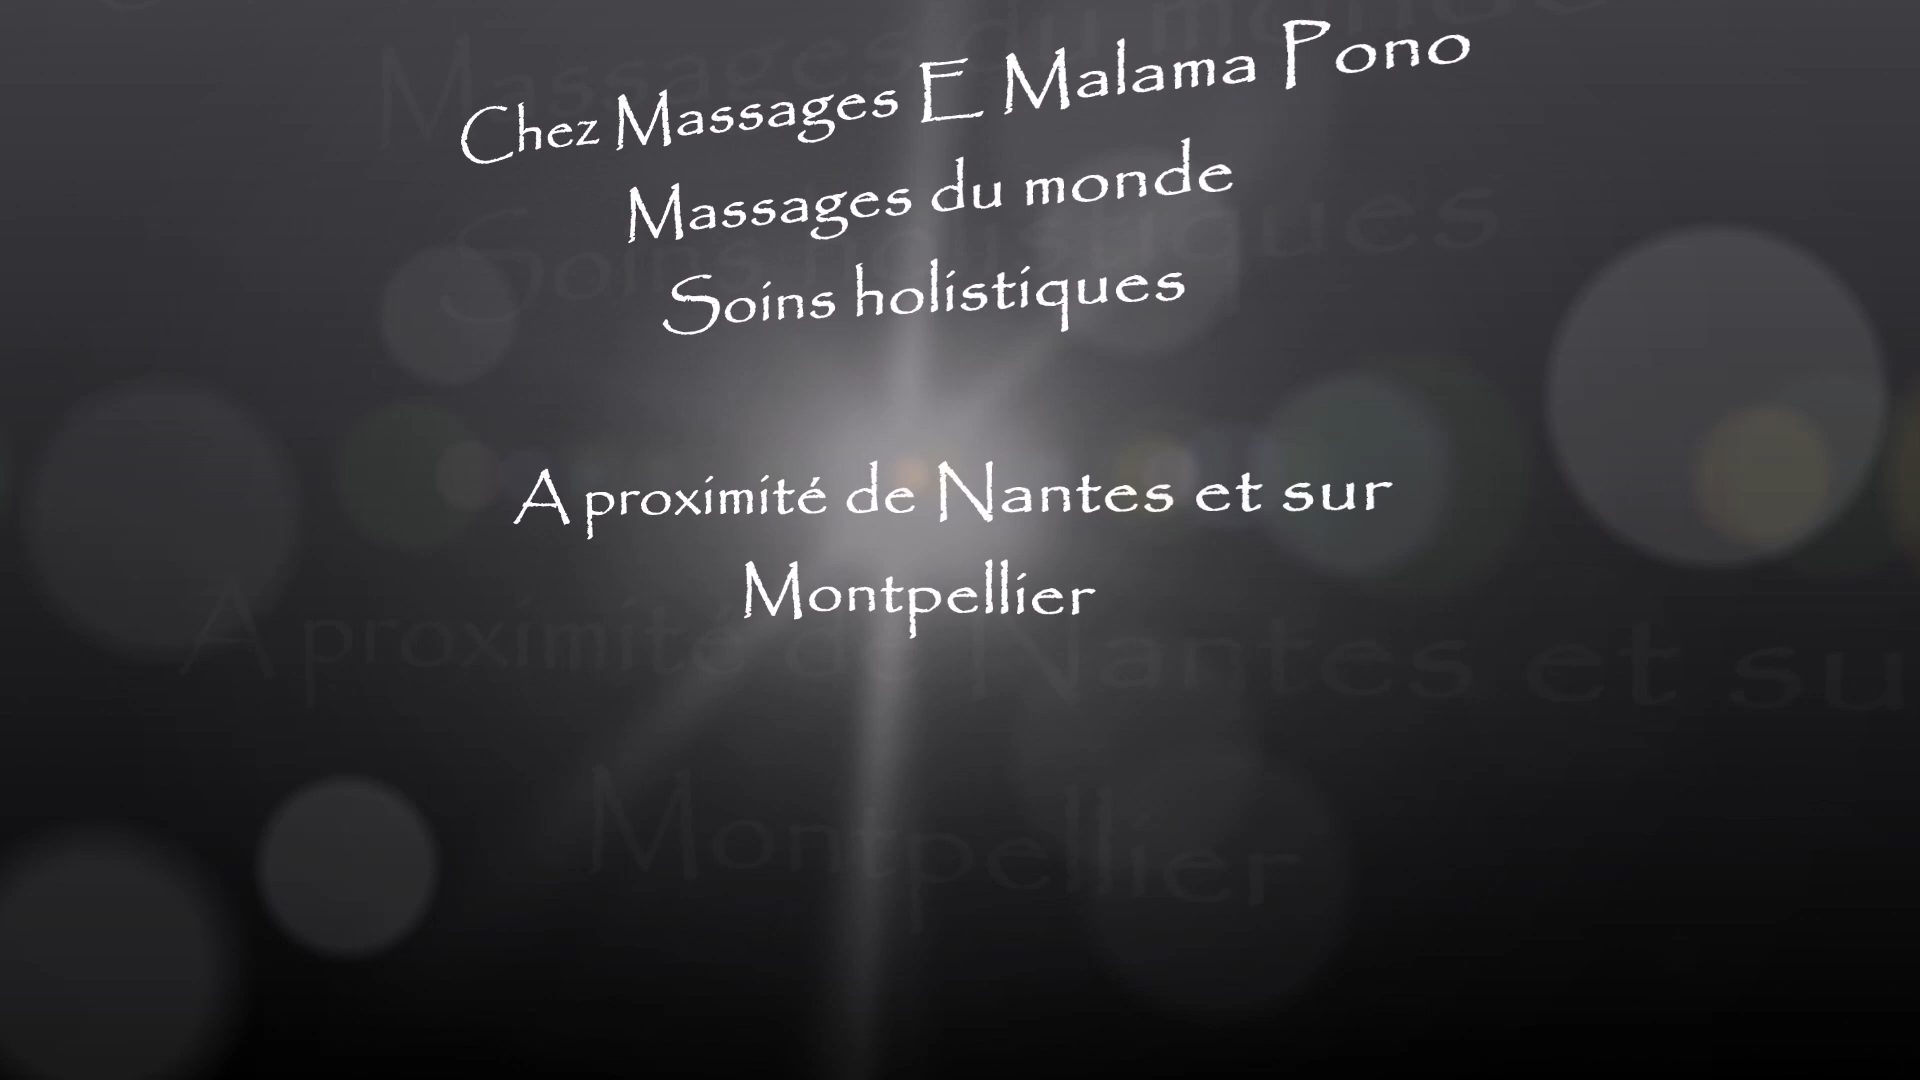 Chez Massages E Malama Pono
Massages du monde
Soins holistiques
A proximité de Nantes et sur
Montpellier